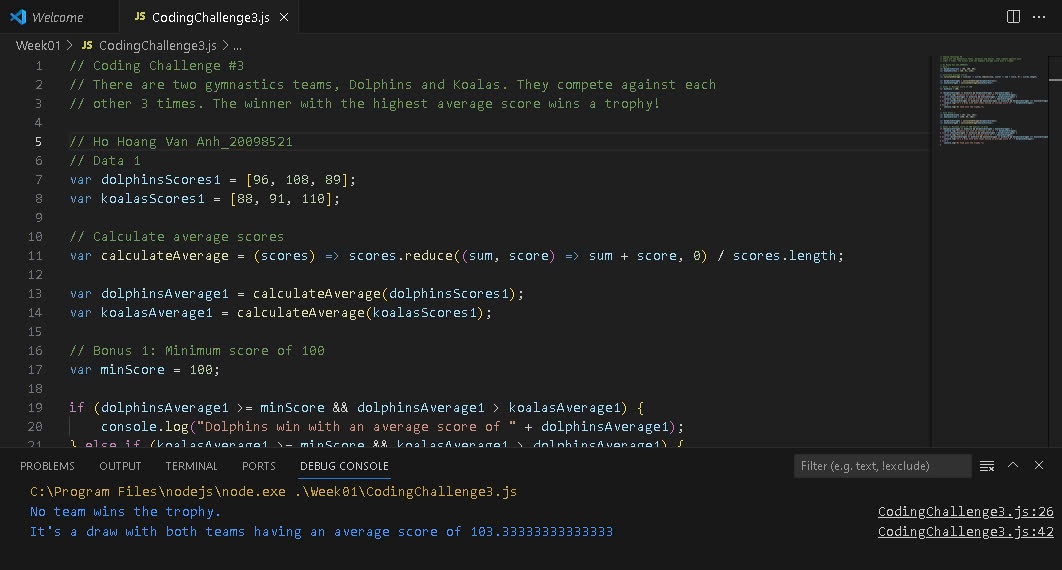 Welcome
JS CodingChallenge3.js
Week01 > JS CodingChallenge3.js > ...
1 // Coding Challenge #3
2 // There are two gymnastics teams, Dolphins and Koalas. They compete against each
3 // other 3 times. The winner with the highest average score wins a trophy!
4
5 // Ho Hoang Van Anh_20098521
6 // Data 1
7 var dolphinsScores1 = [96, 108, 89];
8 var koalasScores1 = [88, 91, 110];
9
10 // Calculate average scores
11 var calculateAverage = (scores) => scores.reduce((sum, score) => sum + score, 0) / scores.length;
12
13 var dolphinsAverage1 = calculateAverage(dolphinsScores1);
14 var koalasAverage1 = calculateAverage(koalasScores1);
15
16 // Bonus 1: Minimum score of 100
17 var minScore = 100;
18
19 if (dolphinsAverage1 >= minScore && dolphinsAverage1 > koalasAverage1) {
20 console.log("Dolphins win with an average score of " + dolphinsAverage1);
21 } else if (koalasAverage1 >= minScore && koalasAverage1 > dolphinsAverage1) {
PROBLEMS OUTPUT TERMINAL PORTS DEBUG CONSOLE Filter (e.g. text, !exclude)
C:\Program Files\nodejs\node.exe .\Week01\CodingChallenge3.js
No team wins the trophy. CodingChallenge3.js:26
It's a draw with both teams having an average score of 103.33333333333333 CodingChallenge3.js:42